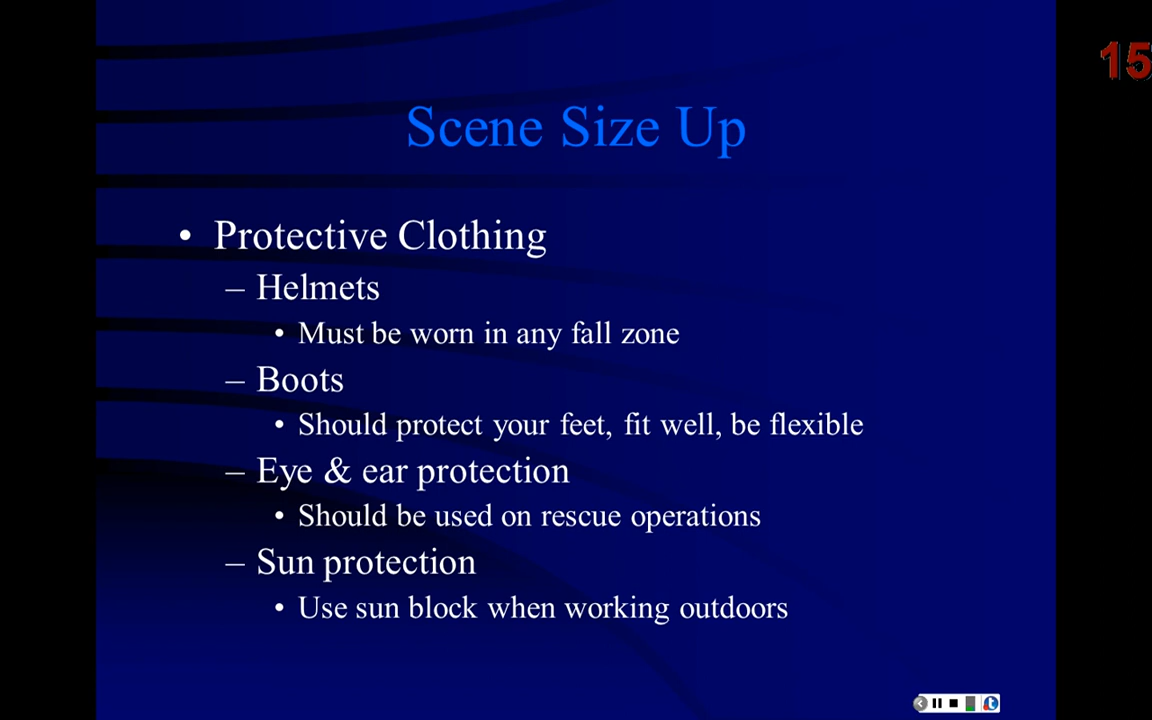 15
Scene Size Up
• Protective Clothing
– Helmets
• Must be worn in any fall zone
– Boots
• Should protect your feet, fit well, be flexible
– Eye & ear protection
• Should be used on rescue operations
– Sun protection
• Use sun block when working outdoors
t